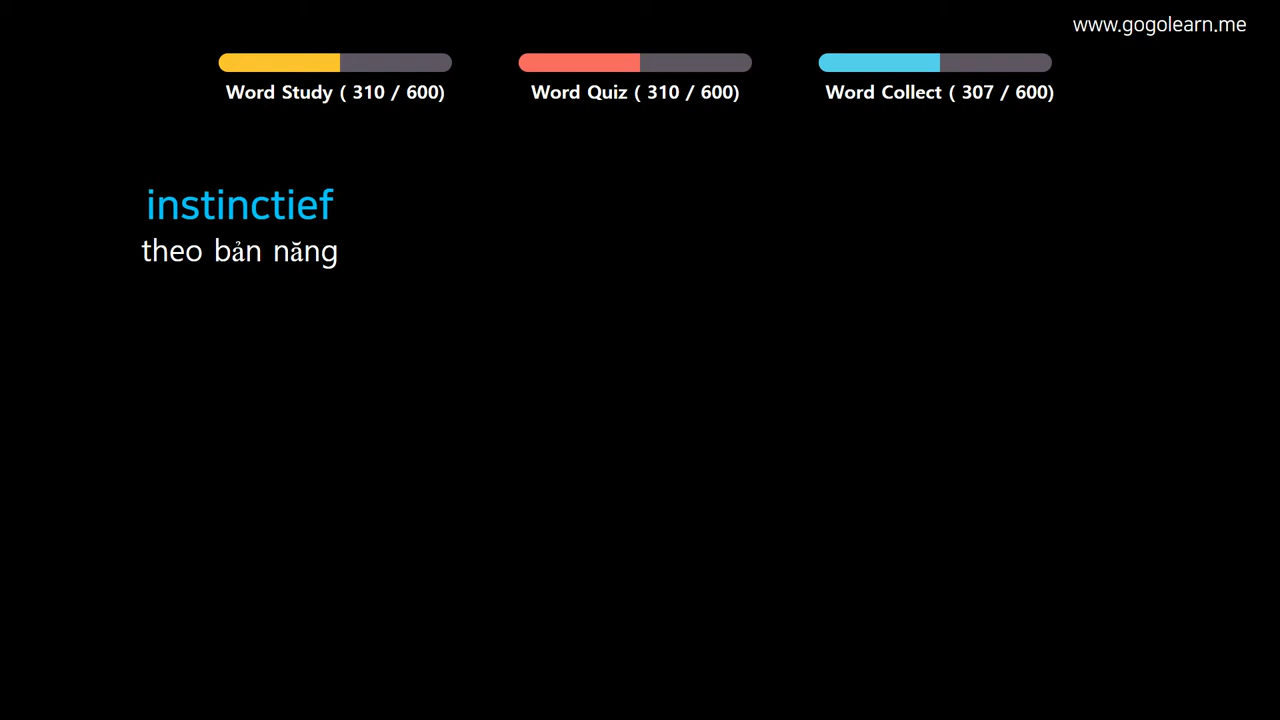 www.gogolearn.me
Word Study ( 310 / 600)
Word Quiz ( 310 / 600)
Word Collect ( 307 / 600)
instinctief
theo bản năng